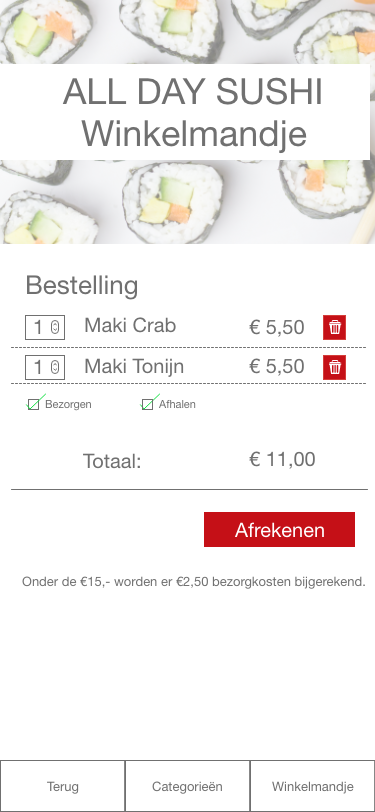 ALL DAY SUSHI
Winkelmandje
Bestelling
1 Maki Crab € 5,50
1 Maki Tonijn € 5,50
Bezorgen Afhalen
Totaal: € 11,00
Afrekenen
Onder de €15,- worden er €2,50 bezorgkosten bijgerekend.
Terug Categorieën Winkelmandje